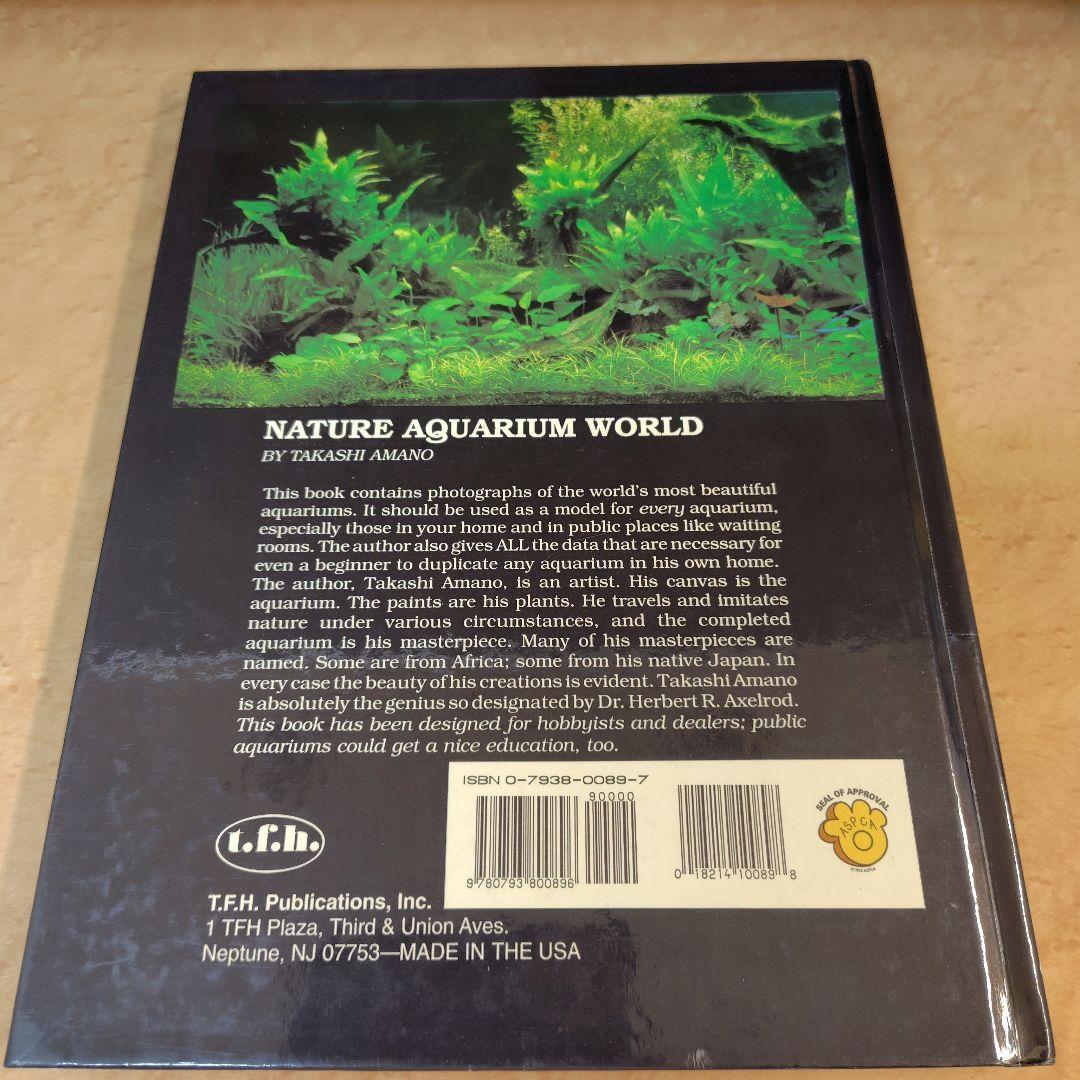 NATURE AQUARIUM WORLD
BY TAKASHI AMANO
This book contains photographs of the world's most beautiful
aquariums. It should be used as a model for every aquarium,
especially those in your home and in public places like waiting
rooms. The author also gives ALL the data that are necessary for
even a beginner to duplicate any aquarium in his own home.
The author, Takashi Amano, is an artist. His canvas is the
aquarium. The paints are his plants. He travels and imitates
nature under various circumstances, and the completed
aquarium is his masterpiece. Many of his masterpieces are
named. Some are from Africa; some from his native Japan. In
every case the beauty of his creations is evident. Takashi Amano
is absolutely the genius so designated by Dr. Herbert R. Axelrod.
This book has been designed for hobbyists and dealers; public
aquariums could get a nice education, too.
ISBN 0-7938-0089-7
90000
9 780793 800896
0 18214 10089 8
SEAL OF APPROVAL
ASPCA
t.f.h.
T.F.H. Publications, Inc.
1 TFH Plaza, Third & Union Aves.
Neptune, NJ 07753—MADE IN THE USA